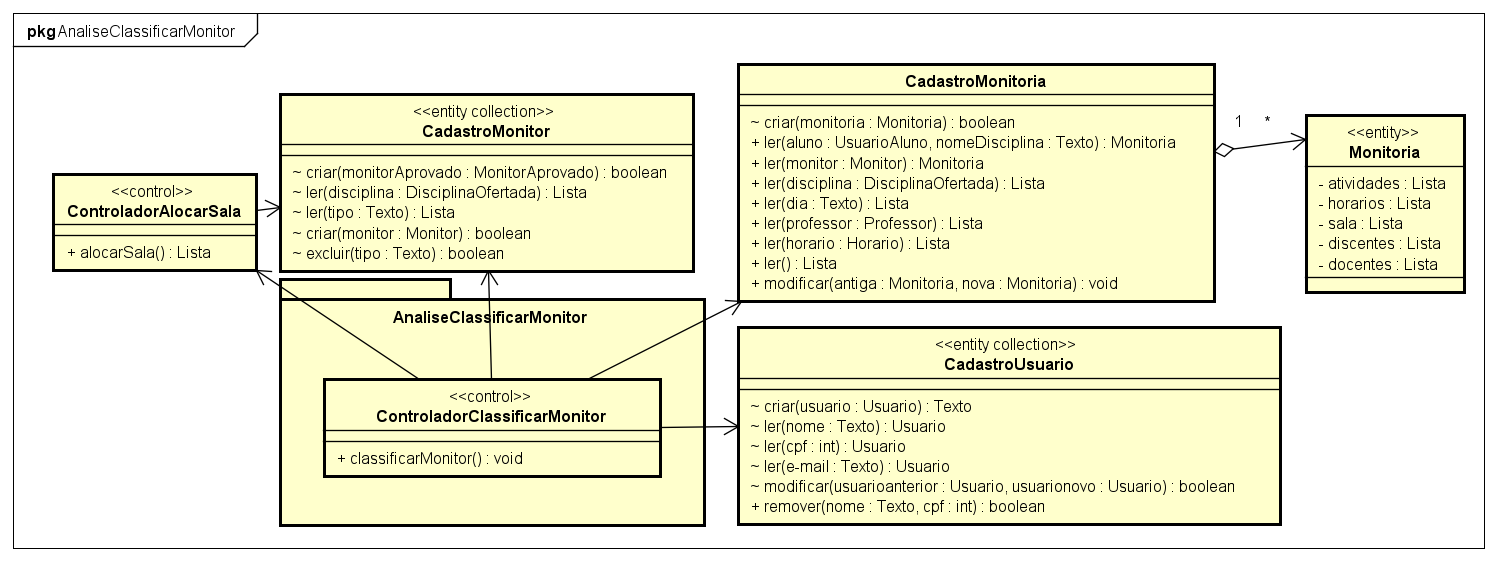 pkg AnaliseClassificarMonitor
<<control>>
ControladorAlocarSala
+ alocarSala() : Lista
<<entity collection>>
CadastroMonitor
~ criar(monitorAprovado : MonitorAprovado) : boolean
~ ler(disciplina : DisciplinaOfertada) : Lista
~ ler(tipo : Texto) : Lista
~ criar(monitor : Monitor) : boolean
~ excluir(tipo : Texto) : boolean
CadastroMonitoria
~ criar(monitoria : Monitoria) : boolean
+ ler(aluno : UsuarioAluno, nomeDisciplina : Texto) : Monitoria
+ ler(monitor : Monitor) : Monitoria
+ ler(disciplina : DisciplinaOfertada) : Lista
+ ler(dia : Texto) : Lista
+ ler(professor : Professor) : Lista
+ ler(horario : Horario) : Lista
+ ler() : Lista
+ modificar(antiga : Monitoria, nova : Monitoria) : void
1 *
<<entity>>
Monitoria
- atividades : Lista
- horarios : Lista
- sala : Lista
- discentes : Lista
- docentes : Lista
AnaliseClassificarMonitor
<<control>>
ControladorClassificarMonitor
+ classificarMonitor() : void
<<entity collection>>
CadastroUsuario
~ criar(usuario : Usuario) : Texto
~ ler(nome : Texto) : Usuario
~ ler(cpf : int) : Usuario
~ ler(e-mail : Texto) : Usuario
~ modificar(usuarioanterior : Usuario, usuarionovo : Usuario) : boolean
+ remover(nome : Texto, cpf : int) : boolean